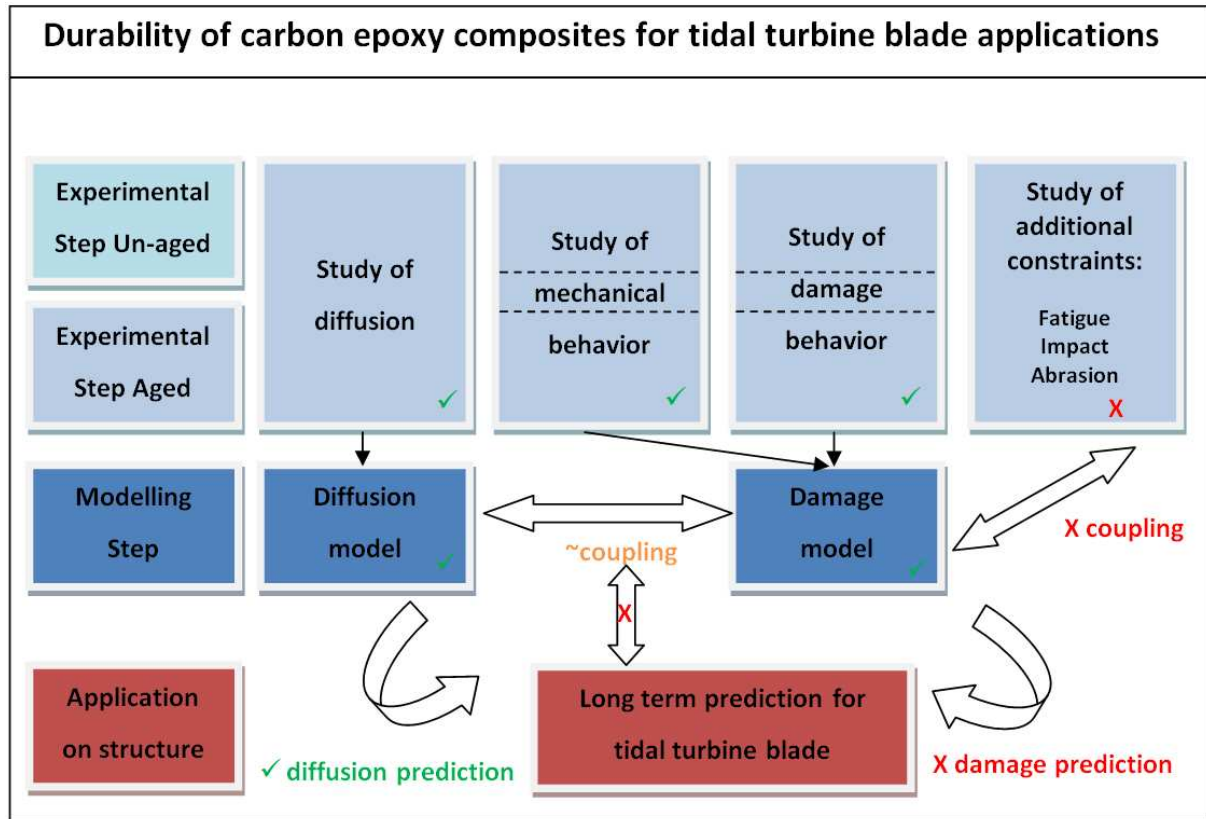 Durability of carbon epoxy composites for tidal turbine blade applications
Experimental
Step Un-aged
Experimental
Step Aged
Study of
diffusion
✓
Study of
mechanical
behavior
✓
Study of
damage
behavior
✓
Study of
additional
constraints:
Fatigue
Impact
Abrasion
X
Modelling
Step
Diffusion
model
✓
~coupling
Damage
model
✓
X coupling
X
Application
on structure
✓ diffusion prediction
Long term prediction for
tidal turbine blade
X damage prediction